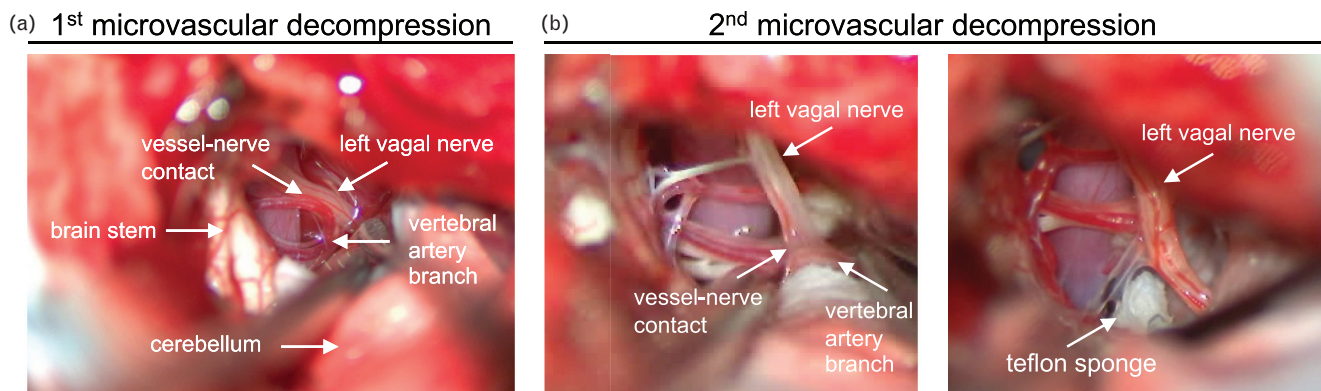 (a) 1st microvascular decompression
vessel-nerve
contact
left vagal nerve
brain stem
vertebral
artery
branch
cerebellum
(b) 2nd microvascular decompression
left vagal nerve
vessel-nerve
contact
vertebral
artery
branch
left vagal nerve
teflon sponge